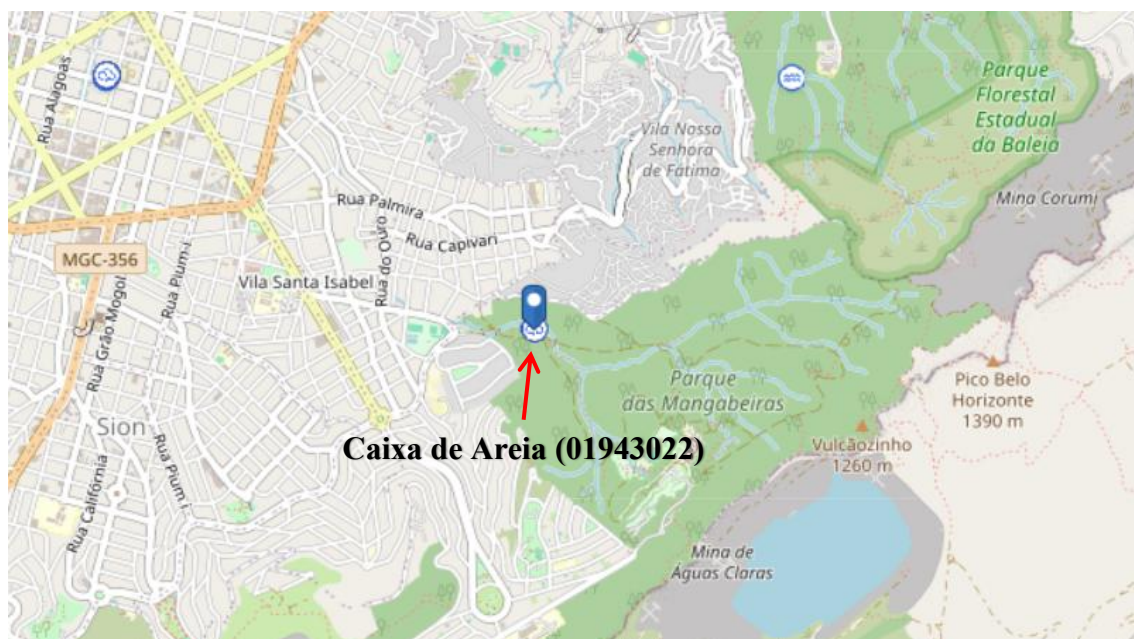 Rua Alagoas
Parque
Florestal
Estadual
da Baleia
Vila Nossa
Senhora
de Fatima
Mina Corumi
Rua Palmira
Rua Capivari
Rua do Ouro
MGC-356
Rua Pium-i
Vila Santa Isabel
Rua Grão Mogol
Parque
das Mangabeiras
Pico Belo
Horizonte
1390 m
Vulcãozinho
1260 m
Sion
Caixa de Areia (01943022)
Rua Pium i
Rua Califórnia
Mina de
Águas Claras